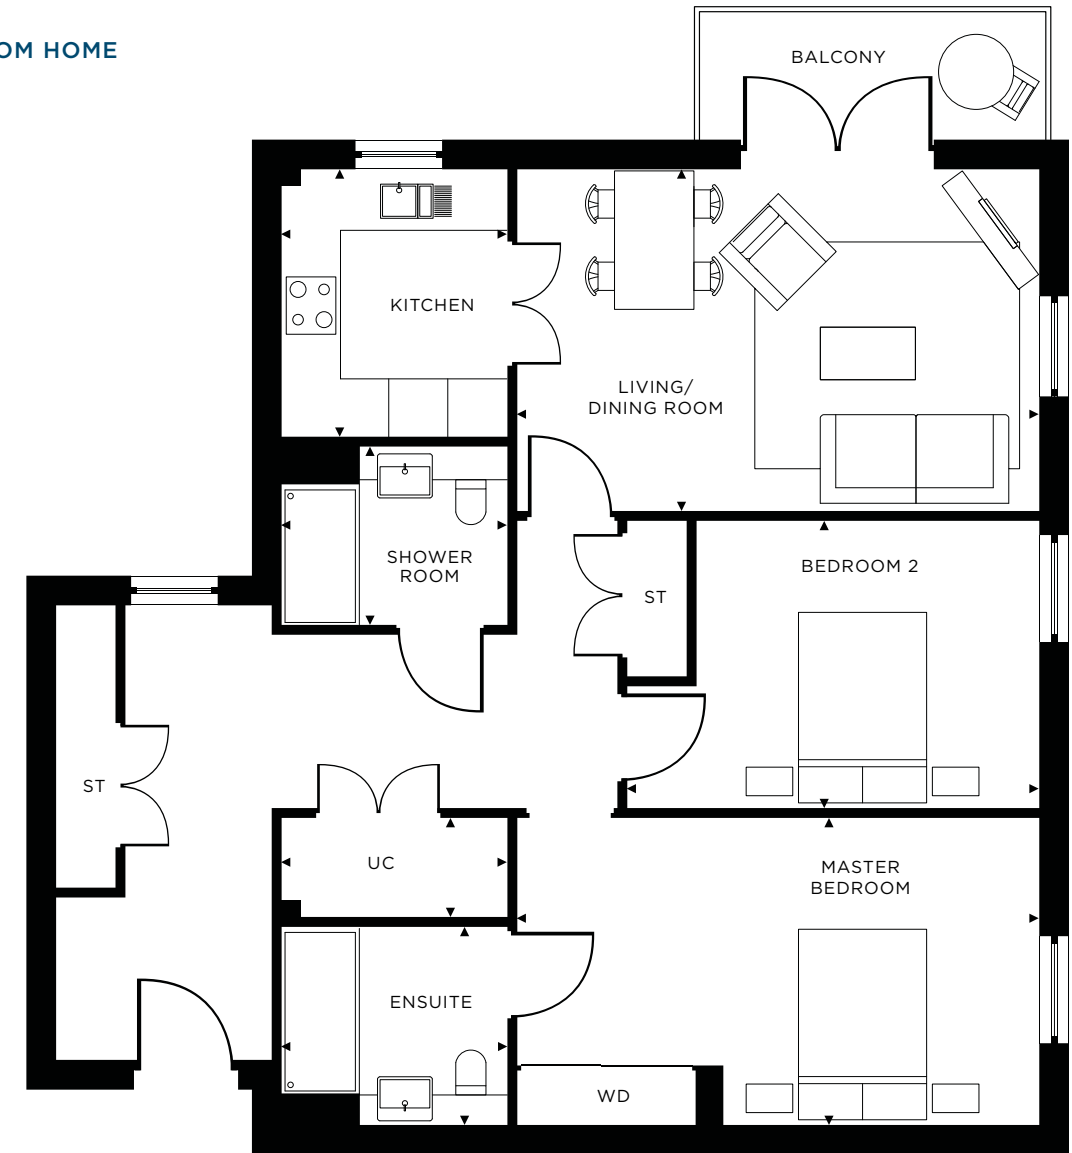 OM HOME
BALCONY
KITCHEN
LIVING/
DINING ROOM
SHOWER
ROOM
BEDROOM 2
ST
ST
UC
MASTER
BEDROOM
ENSUITE
WD